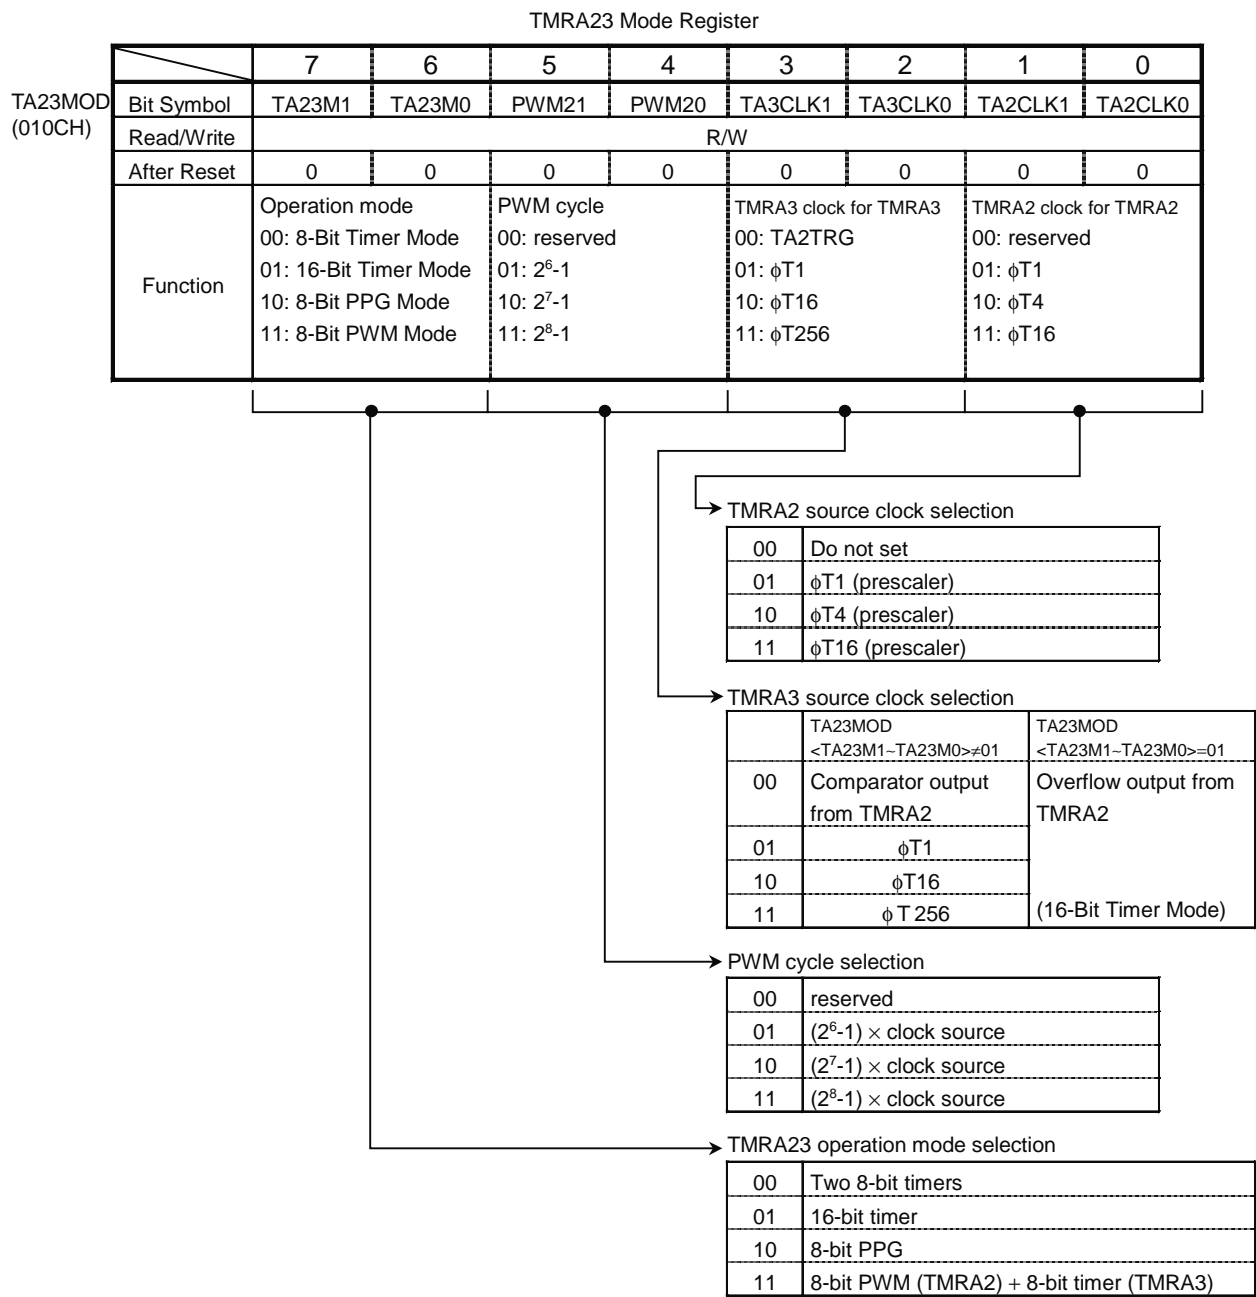 TMRA23 Mode Register
7 6 5 4 3 2 1 0
TA23MOD
(010CH)
Bit Symbol TA23M1 TA23M0 PWM21 PWM20 TA3CLK1 TA3CLK0 TA2CLK1 TA2CLK0
Read/Write R/W
After Reset 0 0 0 0 0 0 0 0
Function
Operation mode
00: 8-Bit Timer Mode
01: 16-Bit Timer Mode
10: 8-Bit PPG Mode
11: 8-Bit PWM Mode
PWM cycle
00: reserved
01: 2⁶-1
10: 2⁷-1
11: 2⁸-1
TMRA3 clock for TMRA3
00: TA2TRG
01: ϕT1
10: ϕT16
11: ϕT256
TMRA2 clock for TMRA2
00: reserved
01: ϕT1
10: ϕT4
11: ϕT16
TMRA2 source clock selection
00 Do not set
01 ϕT1 (prescaler)
10 ϕT4 (prescaler)
11 ϕT16 (prescaler)
TMRA3 source clock selection
TA23MOD
<TA23M1~TA23M0>≠01
TA23MOD
<TA23M1~TA23M0>=01
00 Comparator output
from TMRA2
01 ϕT1
10 ϕT16
11 ϕT256
Overflow output from
TMRA2
(16-Bit Timer Mode)
PWM cycle selection
00 reserved
01 (2⁶-1) × clock source
10 (2⁷-1) × clock source
11 (2⁸-1) × clock source
TMRA23 operation mode selection
00 Two 8-bit timers
01 16-bit timer
10 8-bit PPG
11 8-bit PWM (TMRA2) + 8-bit timer (TMRA3)